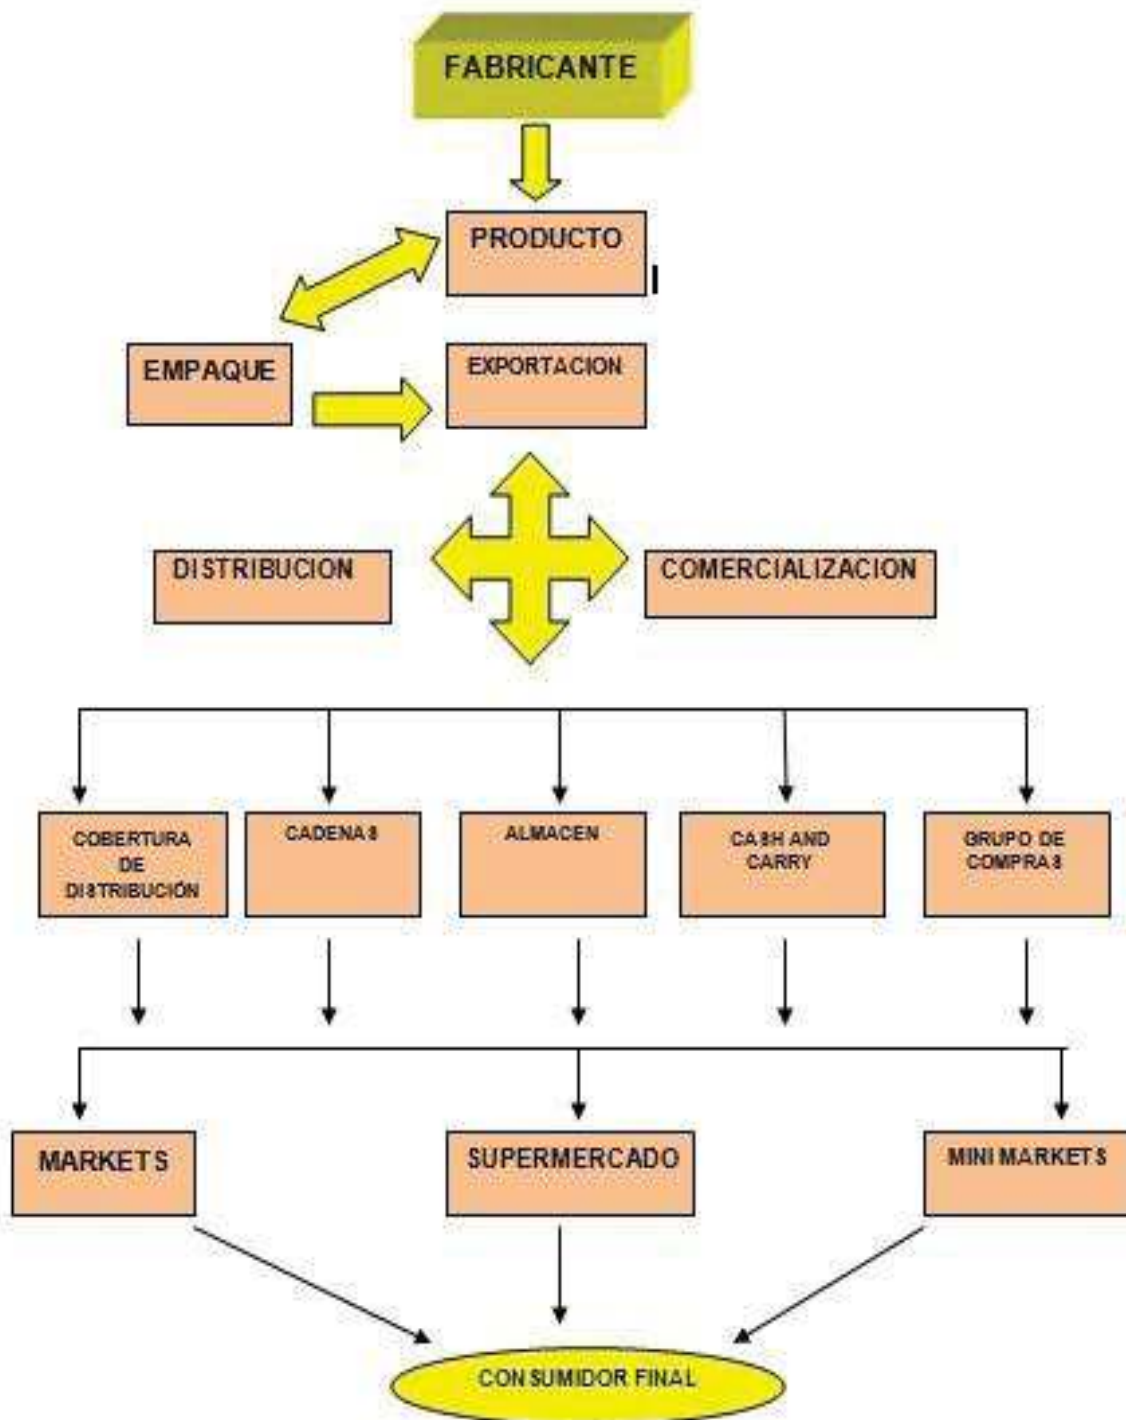 FABRICANTE
PRODUCTO
EMPAQUE
EXPORTACION
DISTRIBUCION
COMERCIALIZACION
COBERTURA
DE
DISTRIBUCIÓN
CADENAS
ALMACEN
CASH AND
CARRY
GRUPO DE
COMPRAS
MARKETS
SUPERMERCADO
MINI MARKETS
CONSUMIDOR FINAL